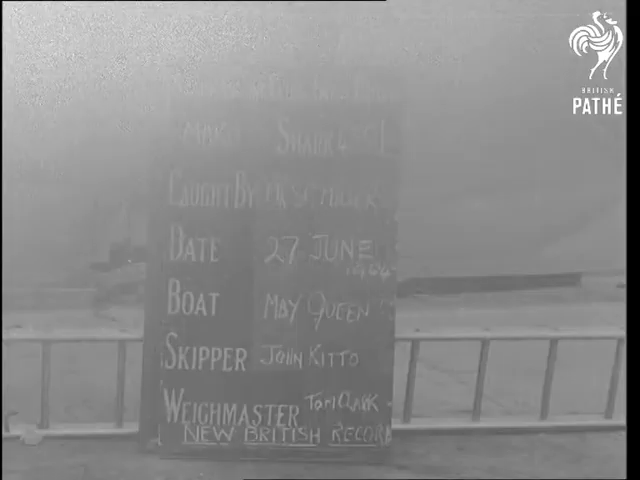 BRITISH
PATHÉ
MAKO SHARK
CAUGHT BY
DATE 27 JUNE
1964
BOAT MAY QUEEN
SKIPPER JOHN KITTO
WEIGHMASTER TOM CLARK
NEW BRITISH RECORD